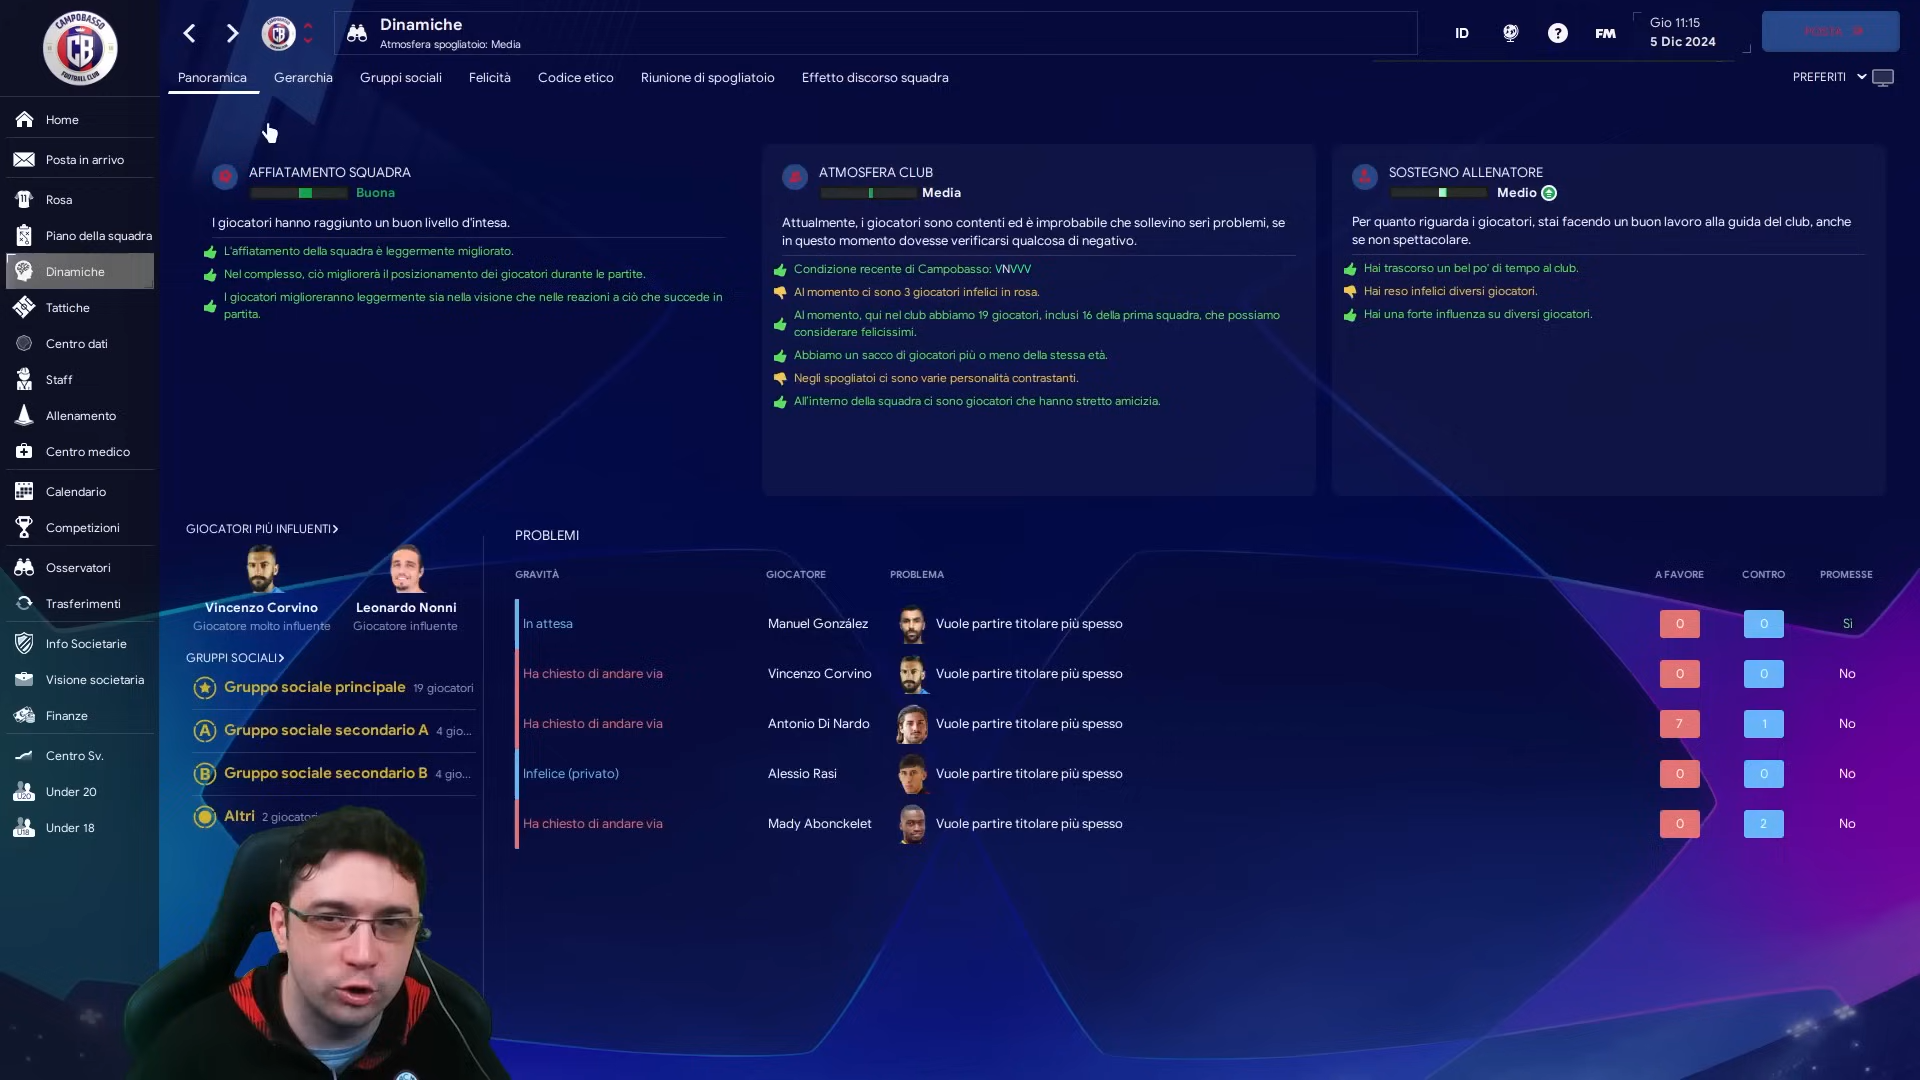 CAMPOBASSO
CB
FOOTBALL CLUB
Dinamiche
Atmosfera spogliatoio: Media
ID
?
FM
Gio 11:15
5 Dic 2024
Panoramica
Gerarchia
Gruppi sociali
Felicità
Codice etico
Riunione di spogliatoio
Effetto discorso squadra
PREFERITI
Home
Posta in arrivo
Rosa
Piano della squadra
Dinamiche
Tattiche
Centro dati
Staff
Allenamento
Centro medico
Calendario
Competizioni
Osservatori
Trasferimenti
Info Societarie
Visione societaria
Finanze
Centro Sv.
Under 20
Under 18
AFFIATAMENTO SQUADRA
Buona
I giocatori hanno raggiunto un buon livello d'intesa.
L'affiatamento della squadra è leggermente migliorato.
Nel complesso, ciò migliorerà il posizionamento dei giocatori durante le partite.
I giocatori miglioreranno leggermente sia nella visione che nelle reazioni a ciò che succede in
partita.
ATMOSFERA CLUB
Media
Attualmente, i giocatori sono contenti ed è improbabile che sollevino seri problemi, se
in questo momento dovesse verificarsi qualcosa di negativo.
Condizione recente di Campobasso: VNVVV
Al momento ci sono 3 giocatori infelici in rosa.
Al momento, qui nel club abbiamo 19 giocatori, inclusi 16 della prima squadra, che possiamo
considerare felicissimi.
Abbiamo un sacco di giocatori più o meno della stessa età.
Negli spogliatoi ci sono varie personalità contrastanti.
All'interno della squadra ci sono giocatori che hanno stretto amicizia.
SOSTEGNO ALLENATORE
Medio
Per quanto riguarda i giocatori, stai facendo un buon lavoro alla guida del club, anche
se non spettacolare.
Hai trascorso un bel po' di tempo al club.
Hai reso infelici diversi giocatori.
Hai una forte influenza su diversi giocatori.
GIOCATORI PIÙ INFLUENTI
Vincenzo Corvino
Giocatore molto influente
Leonardo Nonni
Giocatore influente
GRUPPI SOCIALI
Gruppo sociale principale 19 giocatori
A Gruppo sociale secondario A 4 gio...
B Gruppo sociale secondario B 4 gio...
Altri 2 giocatori
PROBLEMI
GRAVITÀ GIOCATORE PROBLEMA A FAVORE CONTRO PROMESSE
In attesa Manuel González Vuole partire titolare più spesso 0 0 Sì
Ha chiesto di andare via Vincenzo Corvino Vuole partire titolare più spesso 0 0 No
Ha chiesto di andare via Antonio Di Nardo Vuole partire titolare più spesso 7 1 No
Infelice (privato) Alessio Rasi Vuole partire titolare più spesso 0 0 No
Ha chiesto di andare via Mady Abonckelet Vuole partire titolare più spesso 0 2 No